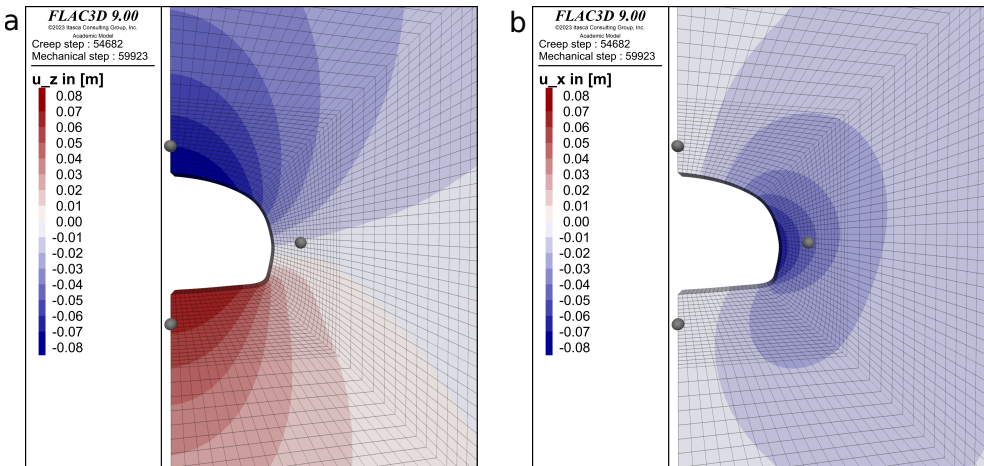 a
FLAC3D 9.00
©2023 Itasca Consulting Group, Inc.
Academic Model
Creep step : 54682
Mechanical step : 59923
u_z in [m]
0.08
0.07
0.06
0.05
0.04
0.03
0.02
0.01
0.00
-0.01
-0.02
-0.03
-0.04
-0.05
-0.06
-0.07
-0.08
b
FLAC3D 9.00
©2023 Itasca Consulting Group, Inc.
Academic Model
Creep step : 54682
Mechanical step : 59923
u_x in [m]
0.08
0.07
0.06
0.05
0.04
0.03
0.02
0.01
0.00
-0.01
-0.02
-0.03
-0.04
-0.05
-0.06
-0.07
-0.08